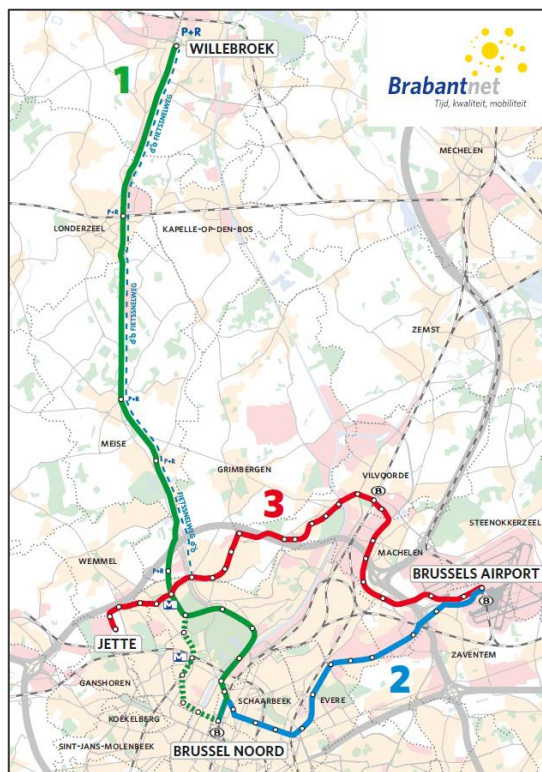 P+R
WILLEBROEK
1
Brabantnet
Tijd, kwaliteit, mobiliteit
FIETSSNELWEG
MECHELEN
P+R
LONDERZEEL
KAPELLE-OP-DEN-BOS
FIETSSNELWEG
ZEMST
P+R
MEISE
P+R
GRIMBERGEN
3
VILVOORDE
B
FIETSSNELWEG
STEENOKKERZEEL
WEMMEL
MACHELEN
P+R
BRUSSELS AIRPORT
B
M
JETTE
M
ZAVENTEM
GANSHOREN
2
SCHAARBEEK
EVERE
KOEKELBERG
B
SINT-JANS-MOLENBEEK
BRUSSEL NOORD